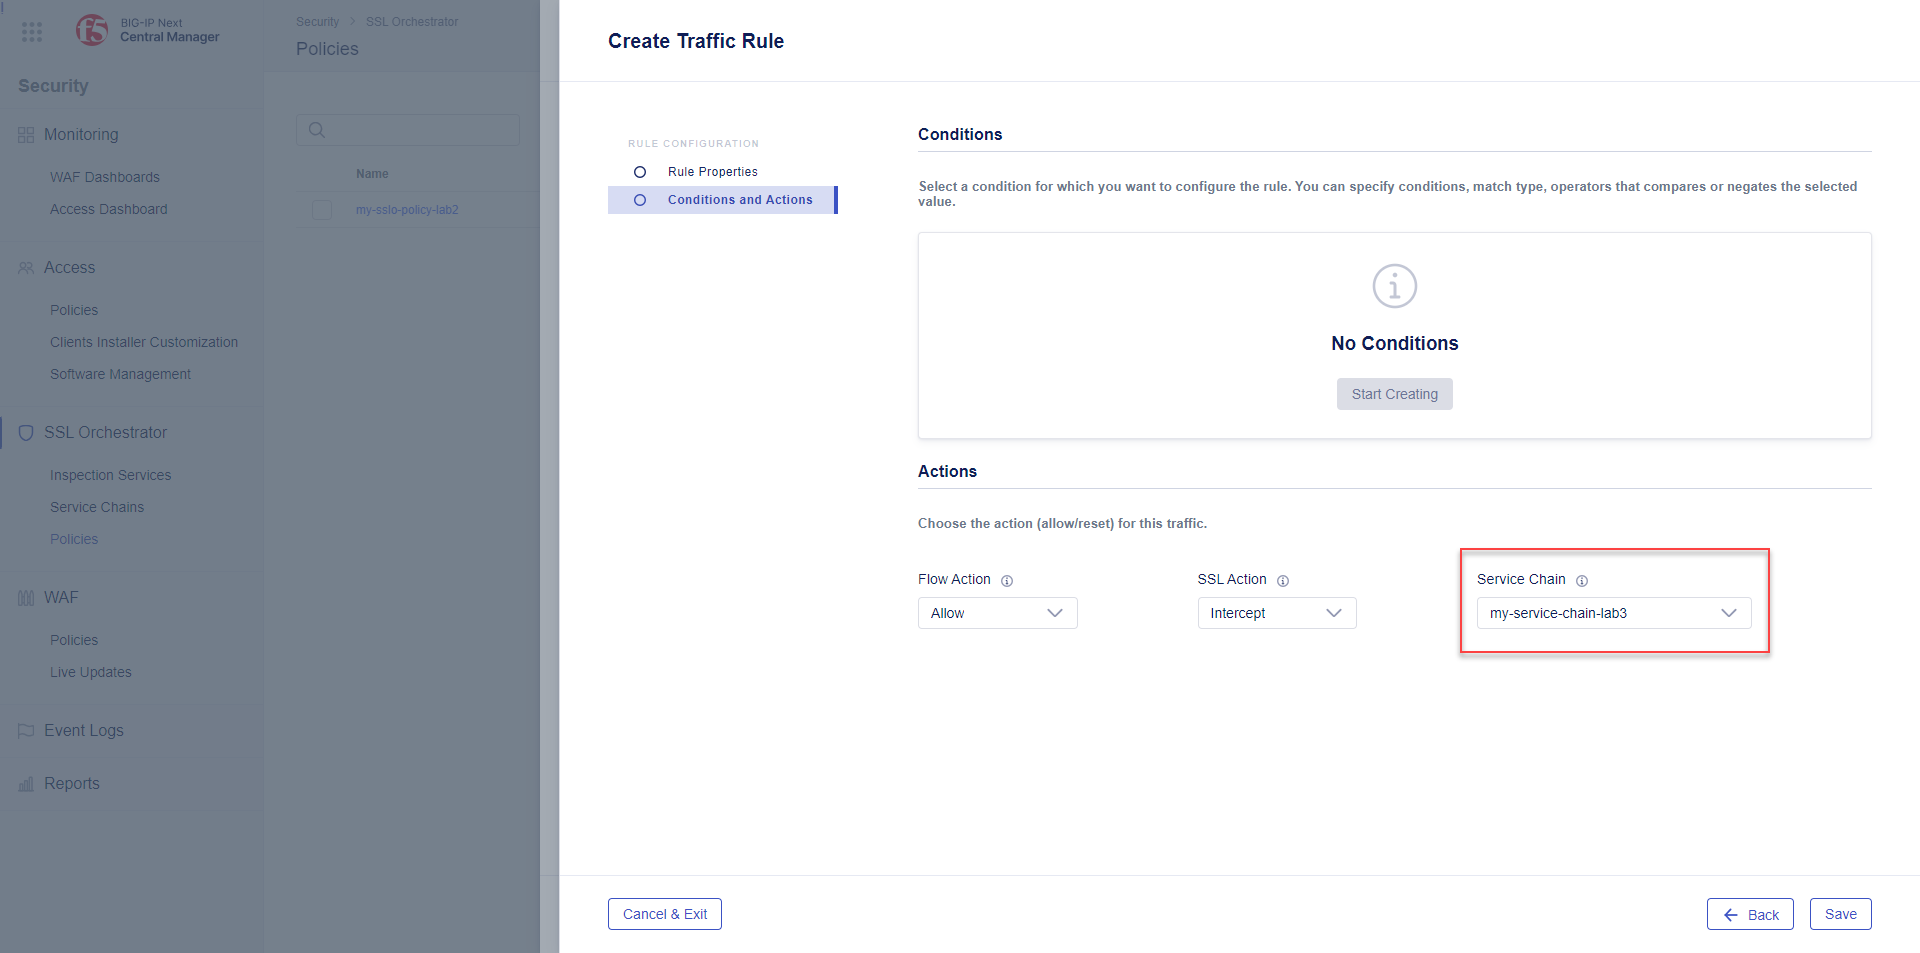 BIG-IP Next
Central Manager
Security
Monitoring
WAF Dashboards
Access Dashboard
Access
Policies
Clients Installer Customization
Software Management
SSL Orchestrator
Inspection Services
Service Chains
Policies
WAF
Policies
Live Updates
Event Logs
Reports
Security > SSL Orchestrator
Policies
Name
my-sslo-policy-lab2
Create Traffic Rule
RULE CONFIGURATION
Rule Properties
Conditions and Actions
Conditions
Select a condition for which you want to configure the rule. You can specify conditions, match type, operators that compares or negates the selected
value.
No Conditions
Start Creating
Actions
Choose the action (allow/reset) for this traffic.
Flow Action
Allow
SSL Action
Intercept
Service Chain
my-service-chain-lab3
Cancel & Exit
Back
Save